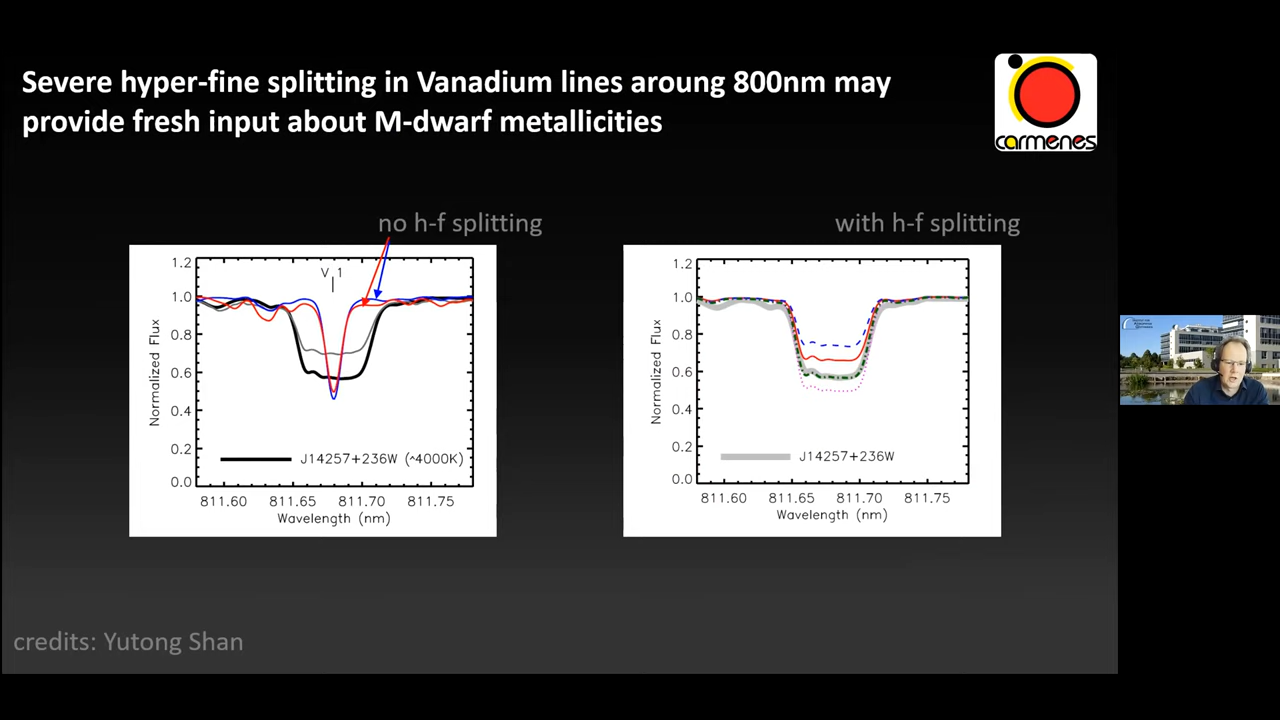 Severe hyper-fine splitting in Vanadium lines aroung 800nm may
provide fresh input about M-dwarf metallicities
carmenes
no h-f splitting
with h-f splitting
V 1
1.2
1.0
0.8
0.6
0.4
0.2
0.0
Normalized Flux
J14257+236W (~4000K)
811.60 811.65 811.70 811.75
Wavelength (nm)
1.2
1.0
0.8
0.6
0.4
0.2
0.0
Normalized Flux
J14257+236W
811.60 811.65 811.70 811.75
Wavelength (nm)
credits: Yutong Shan